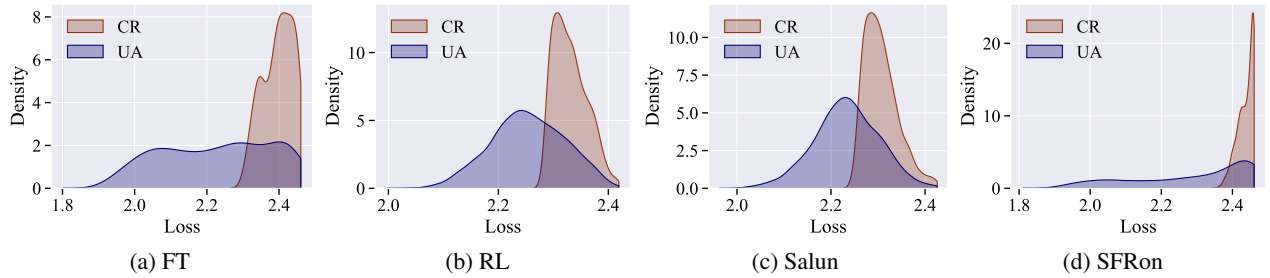 CR
UA
Density
8
6
4
2
0
1.8 2.0 2.2 2.4
Loss
(a) FT
CR
UA
Density
10
5
0
2.0 2.2 2.4
Loss
(b) RL
CR
UA
Density
10.0
7.5
5.0
2.5
0.0
2.0 2.2 2.4
Loss
(c) Salun
CR
UA
Density
20
10
0
1.8 2.0 2.2 2.4
Loss
(d) SFRon